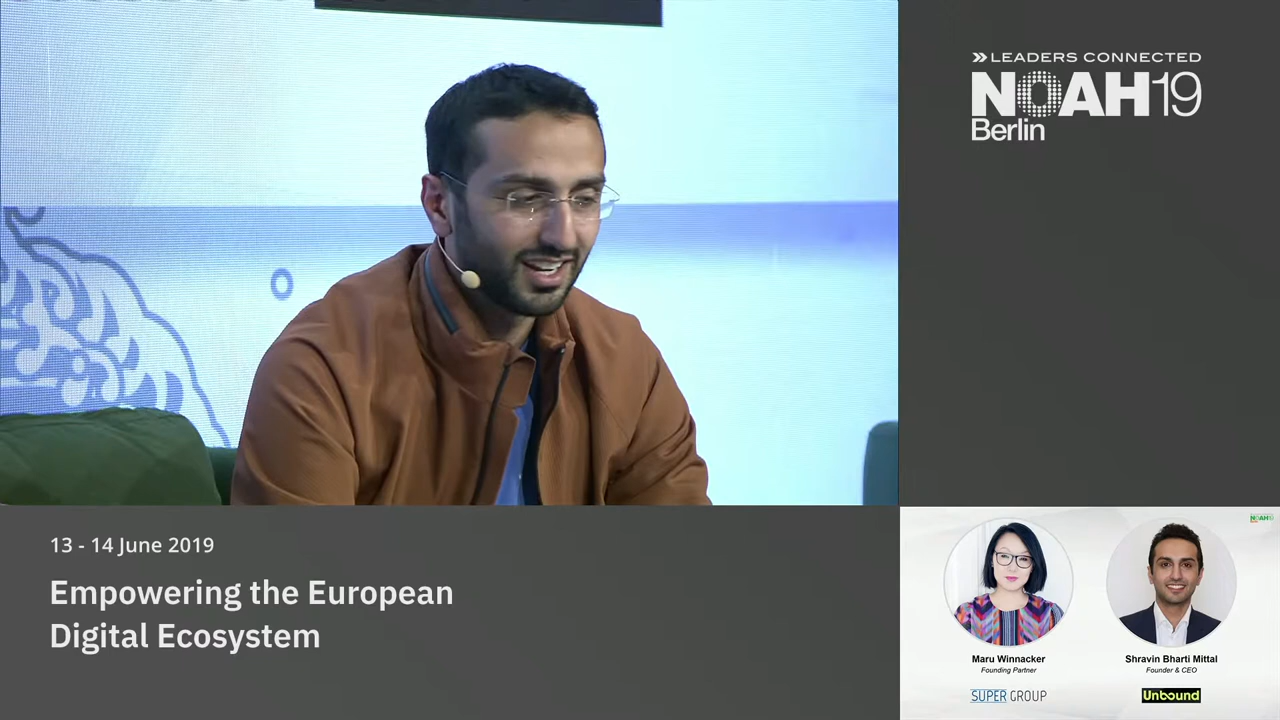 LEADERS CONNECTED
NOAH19
Berlin
13 - 14 June 2019
Empowering the European
Digital Ecosystem
NOAH19
Maru Winnacker
Founding Partner
SUPER GROUP
Shravin Bharti Mittal
Founder & CEO
Unbound